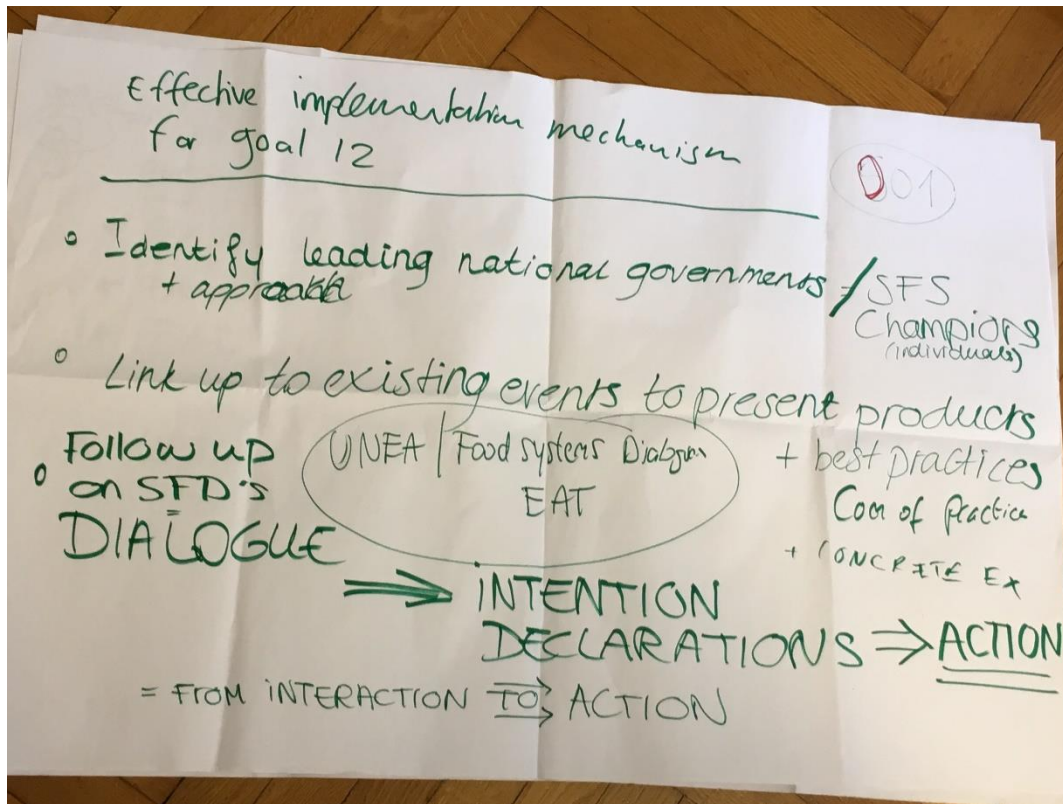 Effective implementation mechanism
for goal 12
001
• Identify leading national governments / SFS
+ approach
Champions
(individuals)
• Link up to existing events to present products
+ best practices
UNEA | Food systems Dialogues
EAT
Com of Practice
+ CONCRETE EX
• Follow up
on SFD's
DIALOGUE
⇒ INTENTION
DECLARATIONS ⇒ ACTION
= FROM INTERACTION TO ACTION